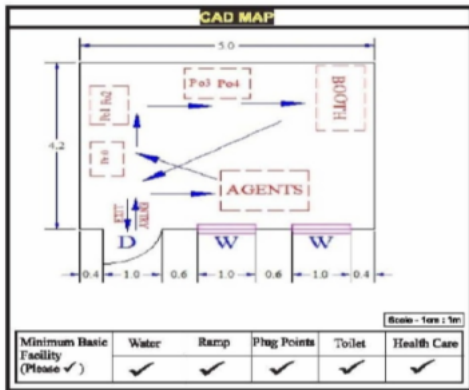 CAD MAP
5.0
Po3 Po4
BOOTH
Po1 Po2
4.2
AGENTS
EXIT
ENTRY
D
W
W
0.4
1.0
0.6
1.0
0.6
1.0
0.4
Scale - 1cm : 1m
Minimum Basic Facility (Please ✓)
Water
Ramp
Plug Points
Toilet
Health Care
✓ ✓ ✓ ✓ ✓